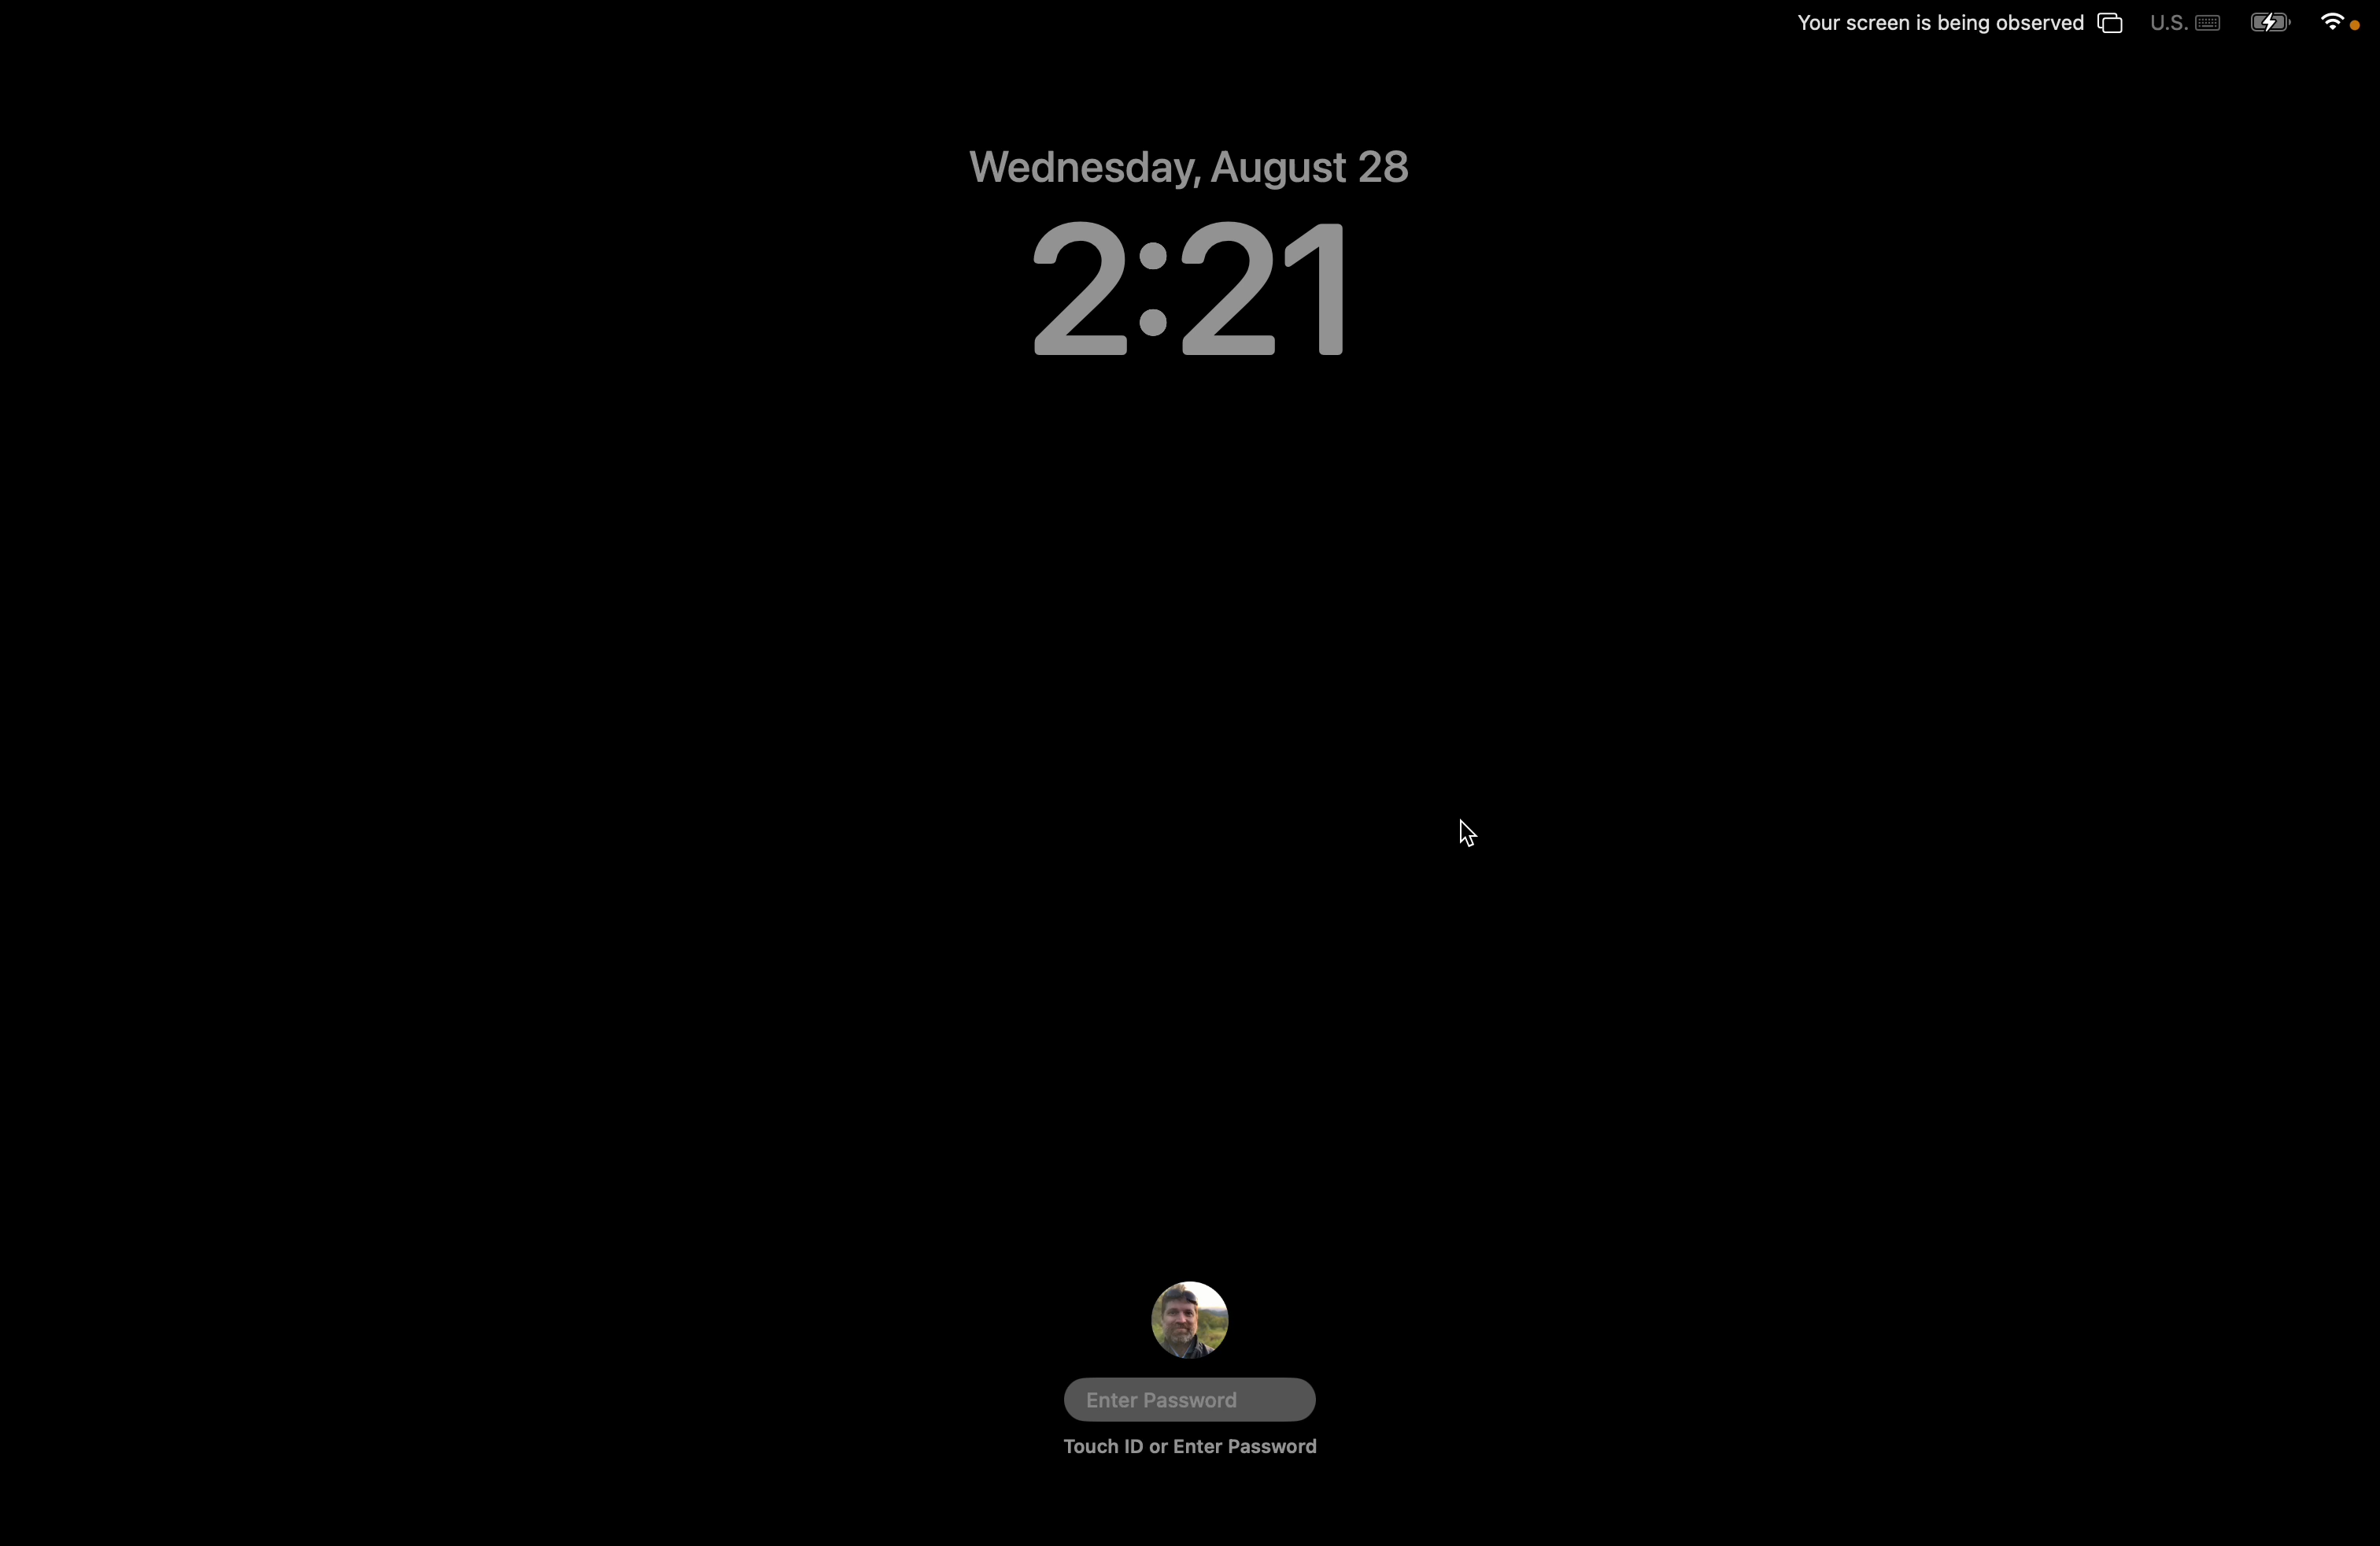 Your screen is being observed U.S.
Wednesday, August 28
2:21
Enter Password
Touch ID or Enter Password